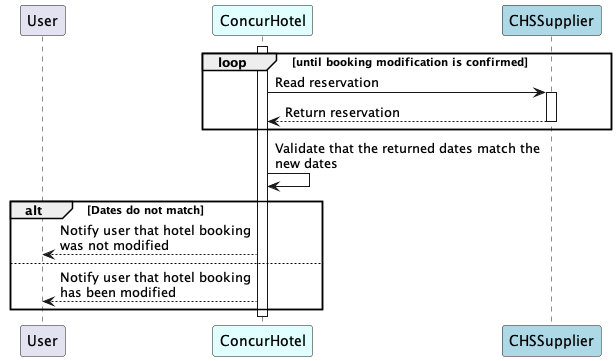 User
ConcurHotel
CHSSupplier
loop
[until booking modification is confirmed]
Read reservation
Return reservation
Validate that the returned dates match the
new dates
alt
[Dates do not match]
Notify user that hotel booking
was not modified
Notify user that hotel booking
has been modified
User
ConcurHotel
CHSSupplier